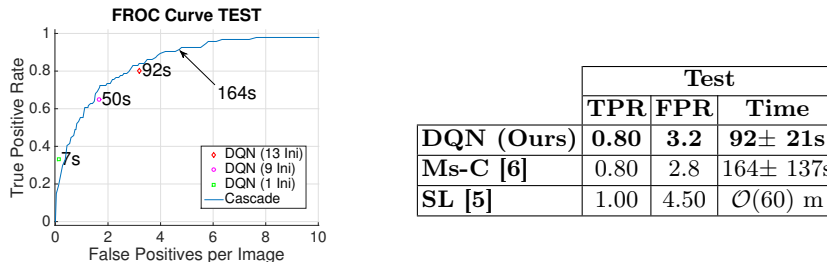 FROC Curve TEST
True Positive Rate
1
0.8
0.6
0.4
0.2
0
0 2 4 6 8 10
False Positives per Image
92s
50s
164s
7s
DQN (13 Ini)
DQN (9 Ini)
DQN (1 Ini)
Cascade
Test
TPR FPR Time
DQN (Ours) 0.80 3.2 92± 21s
Ms-C [6] 0.80 2.8 164± 137s
SL [5] 1.00 4.50 O(60) m